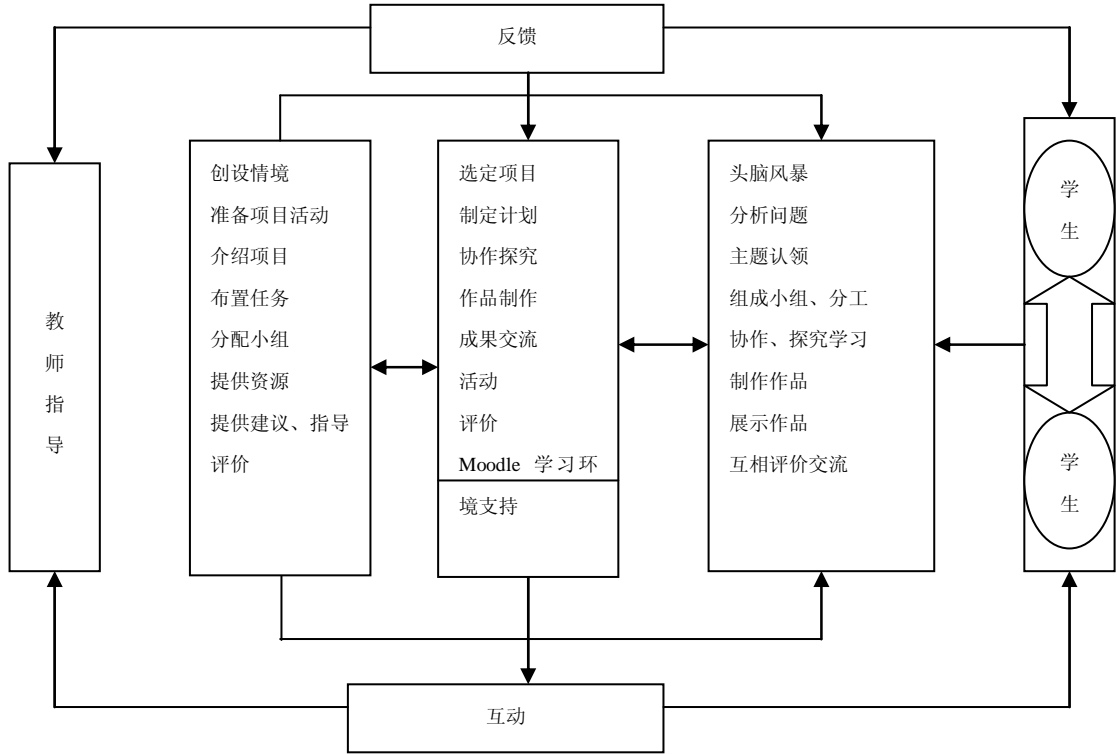 反馈
教
师
指
导
创设情境
准备项目活动
介绍项目
布置任务
分配小组
提供资源
提供建议、指导
评价
选定项目
制定计划
协作探究
作品制作
成果交流
活动
评价
Moodle 学习环
境支持
头脑风暴
分析问题
主题认领
组成小组、分工
协作、探究学习
制作作品
展示作品
互相评价交流
学
生
学
生
互动